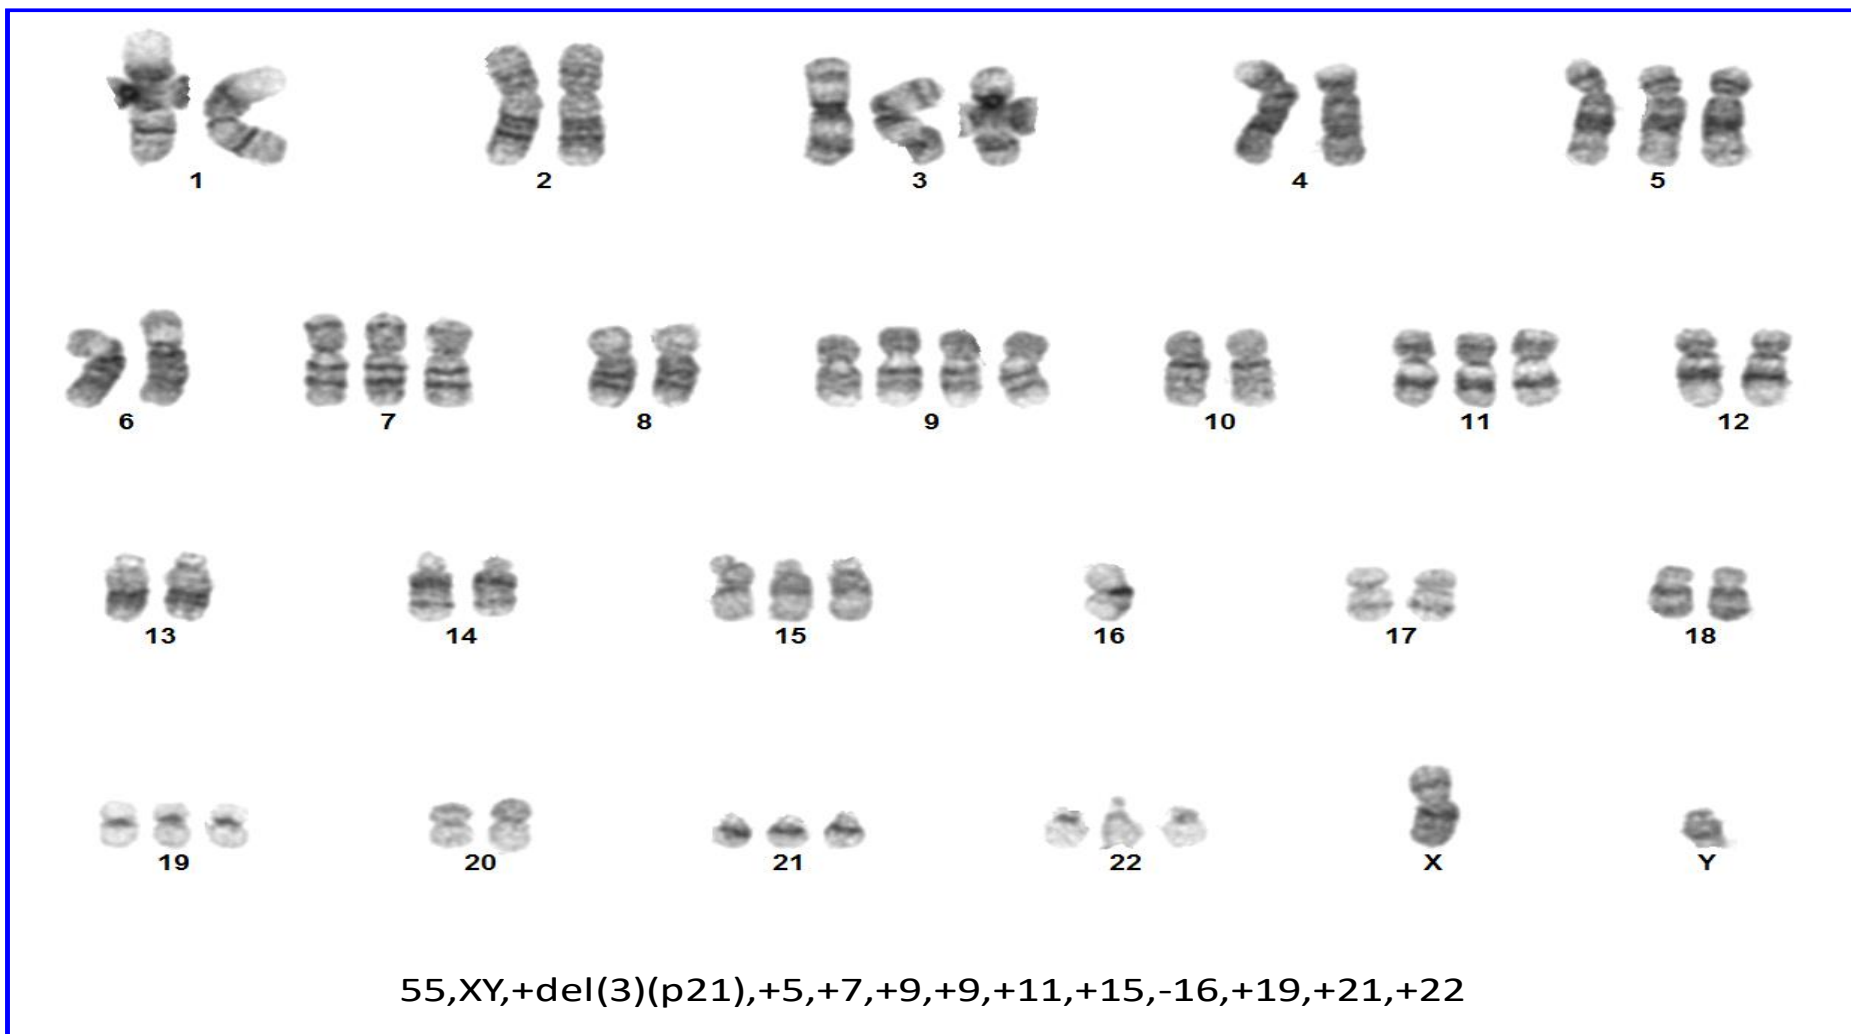 1 2 3 4 5
6 7 8 9 10 11 12
13 14 15 16 17 18
19 20 21 22 X Y
55,XY,+del(3)(p21),+5,+7,+9,+9,+11,+15,-16,+19,+21,+22